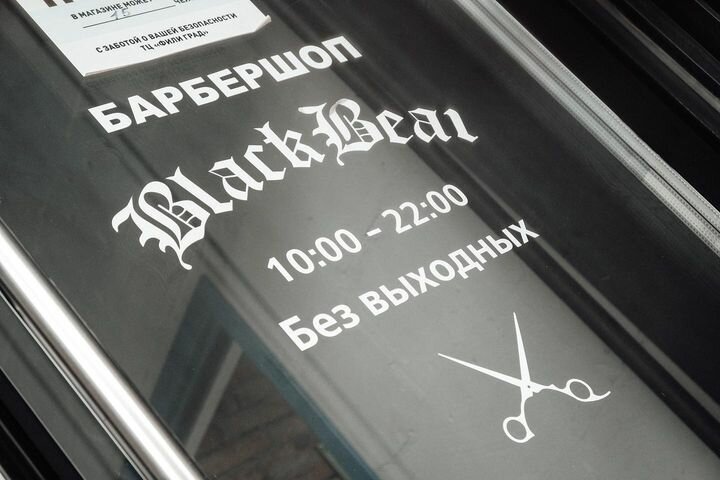 В МАГАЗИНЕ МОЖЕТ
С ЗАБОТОЙ О ВАШЕЙ БЕЗОПАСНОСТИ
ТЦ «ФИЛИ ГРАД»
БАРБЕРШОП
BlackBear
10:00 – 22:00
Без выходных